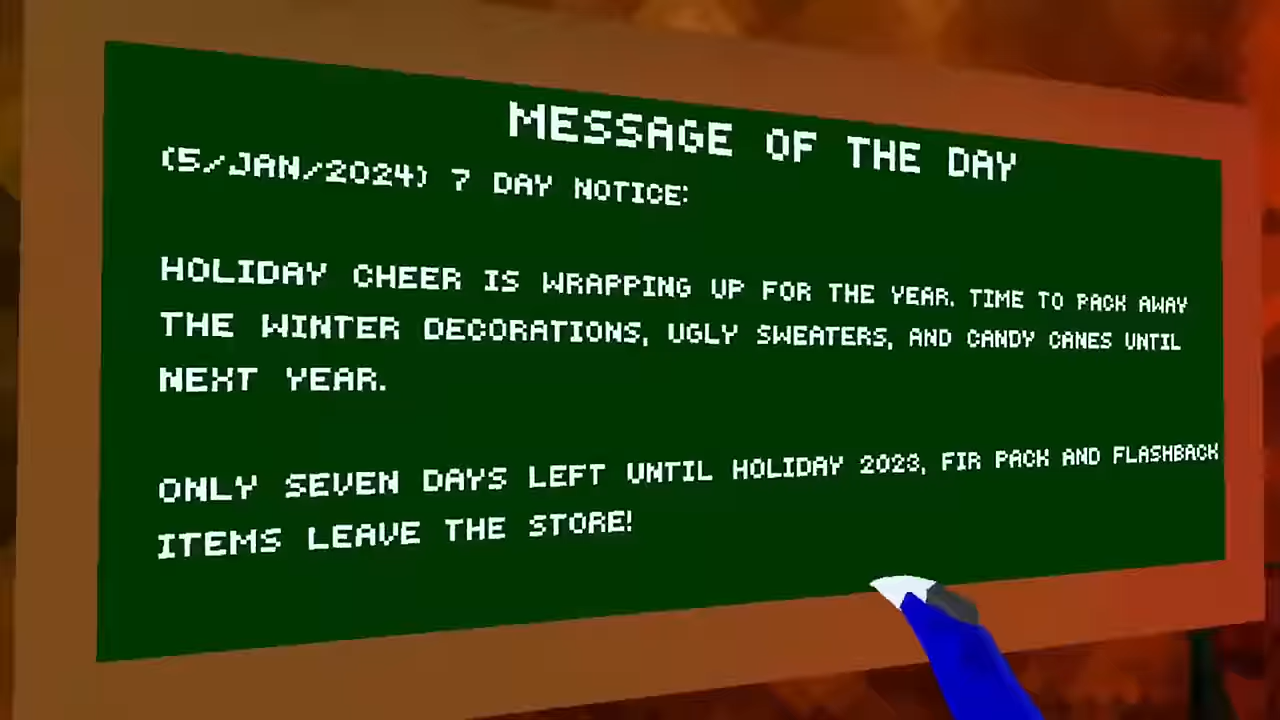 MESSAGE OF THE DAY
(5/JAN/2024) 7 DAY NOTICE:
HOLIDAY CHEER IS WRAPPING UP FOR THE YEAR. TIME TO PACK AWAY
THE WINTER DECORATIONS, UGLY SWEATERS, AND CANDY CANES UNTIL
NEXT YEAR.
ONLY SEVEN DAYS LEFT UNTIL HOLIDAY 2023, FIR PACK AND FLASHBACK
ITEMS LEAVE THE STORE!